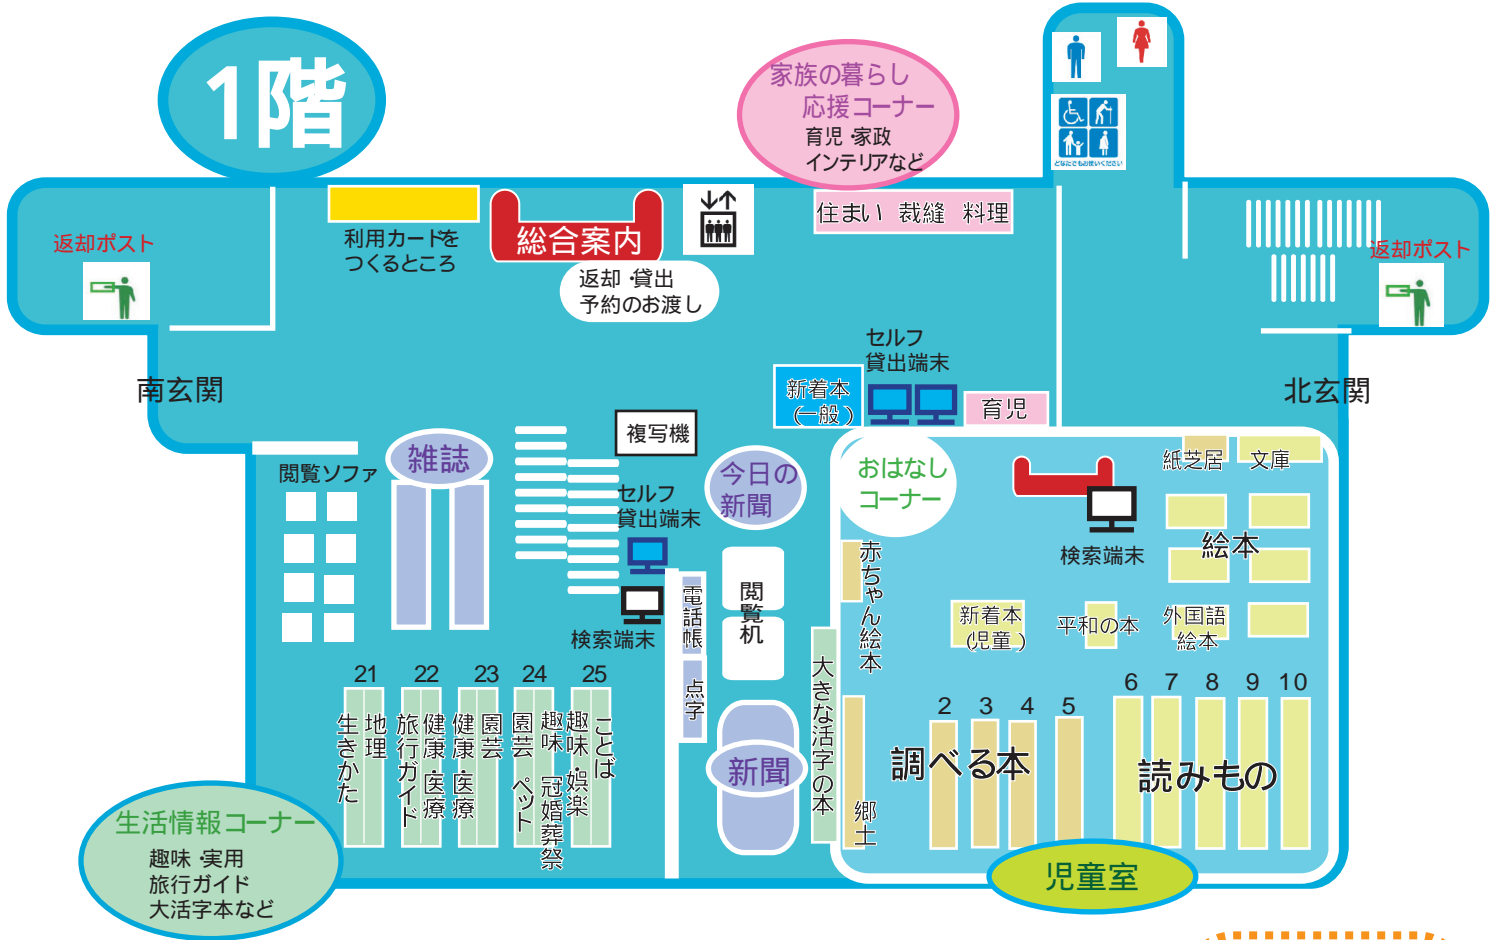 1階
家族の暮らし
応援コーナー
育児・家政
インテリアなど
どなたでもお使いください
返却ポスト
利用カードを
つくるところ
総合案内
返却・貸出
予約のお渡し
住まい 裁縫 料理
返却ポスト
南玄関
北玄関
セルフ
貸出端末
新着本
(一般)
育児
複写機
雑誌
閲覧ソファ
今日の
新聞
セルフ
貸出端末
検索端末
おはなし
コーナー
紙芝居
文庫
検索端末
絵本
赤ちゃん絵本
電話帳
閲覧机
新着本
(児童)
平和の本
外国語
絵本
点字
大きな活字の本
新聞
郷土
21 22 23 24 25
生きかた
地理
旅行ガイド
健康・医療
健康・医療
園芸
園芸 ペット
趣味 冠婚葬祭
趣味・娯楽
ことば
2 3 4 5
調べる本
6 7 8 9 10
読みもの
児童室
生活情報コーナー
趣味・実用
旅行ガイド
大活字本など